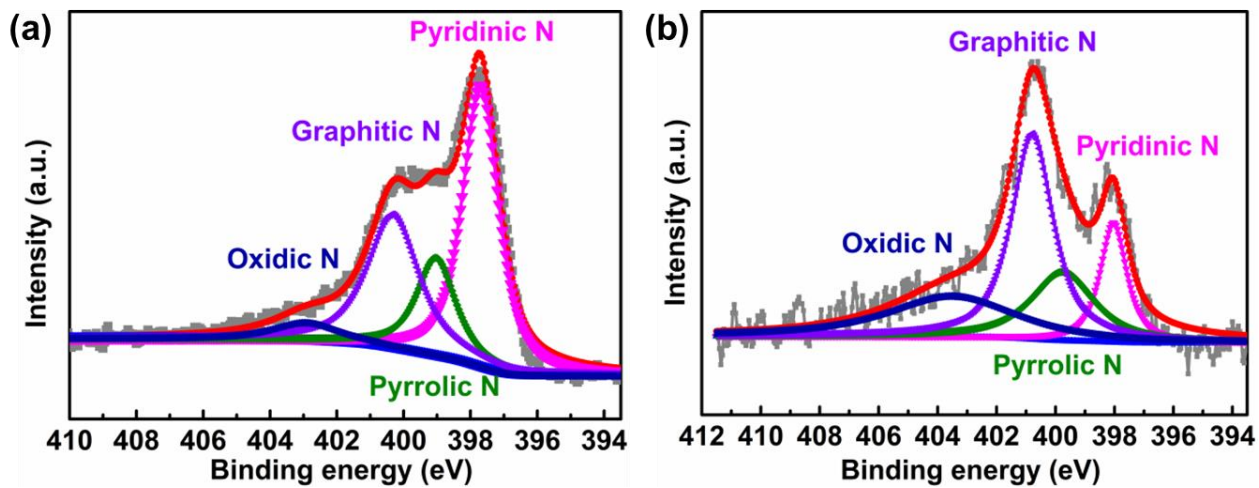 (a)
Pyridinic N
Graphitic N
Oxidic N
Pyrrolic N
Intensity (a.u.)
410 408 406 404 402 400 398 396 394
Binding energy (eV)
(b)
Graphitic N
Pyridinic N
Oxidic N
Pyrrolic N
Intensity (a.u.)
412 410 408 406 404 402 400 398 396 394
Binding energy (eV)